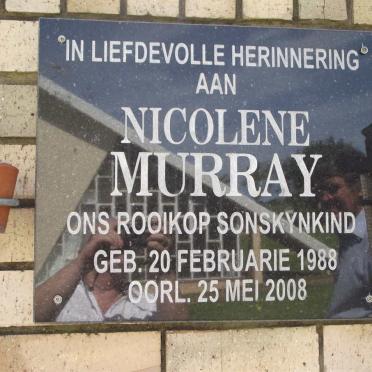 IN LIEFDEVOLLE HERINNERING
AAN
NICOLENE
MURRAY
ONS ROOIKOP SONSKYNKIND
GEB. 20 FEBRUARIE 1988
OORL. 25 MEI 2008